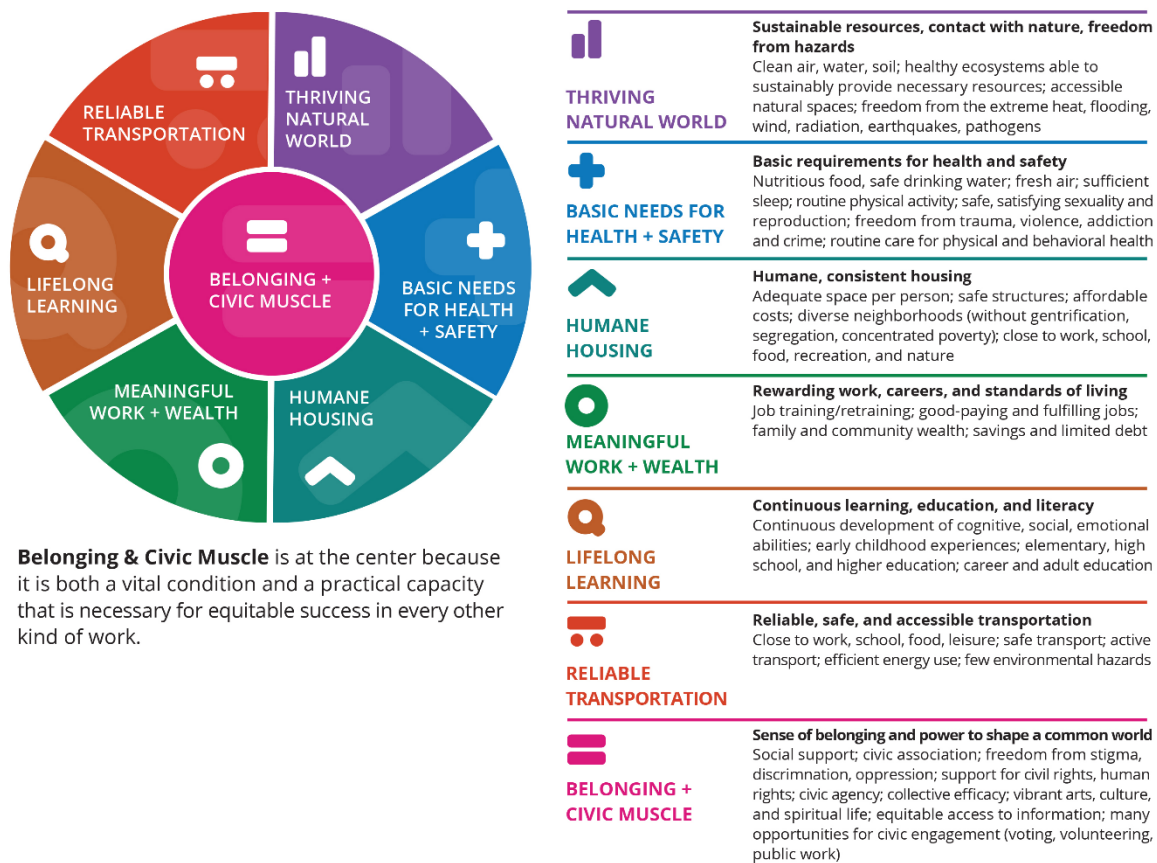 RELIABLE
TRANSPORTATION
THRIVING
NATURAL
WORLD
LIFELONG
LEARNING
BELONGING +
CIVIC MUSCLE
BASIC NEEDS
FOR HEALTH
+ SAFETY
MEANINGFUL
WORK + WEALTH
HUMANE
HOUSING
Belonging & Civic Muscle is at the center because
it is both a vital condition and a practical capacity
that is necessary for equitable success in every other
kind of work.
THRIVING
NATURAL WORLD
Sustainable resources, contact with nature, freedom
from hazards
Clean air, water, soil; healthy ecosystems able to
sustainably provide necessary resources; accessible
natural spaces; freedom from the extreme heat, flooding,
wind, radiation, earthquakes, pathogens
BASIC NEEDS FOR
HEALTH + SAFETY
Basic requirements for health and safety
Nutritious food, safe drinking water; fresh air; sufficient
sleep; routine physical activity; safe, satisfying sexuality and
reproduction; freedom from trauma, violence, addiction
and crime; routine care for physical and behavioral health
HUMANE
HOUSING
Humane, consistent housing
Adequate space per person; safe structures; affordable
costs; diverse neighborhoods (without gentrification,
segregation, concentrated poverty); close to work, school,
food, recreation, and nature
MEANINGFUL
WORK + WEALTH
Rewarding work, careers, and standards of living
Job training/retraining; good-paying and fulfilling jobs;
family and community wealth; savings and limited debt
LIFELONG
LEARNING
Continuous learning, education, and literacy
Continuous development of cognitive, social, emotional
abilities; early childhood experiences; elementary, high
school, and higher education; career and adult education
RELIABLE
TRANSPORTATION
Reliable, safe, and accessible transportation
Close to work, school, food, leisure; safe transport; active
transport; efficient energy use; few environmental hazards
BELONGING +
CIVIC MUSCLE
Sense of belonging and power to shape a common world
Social support; civic association; freedom from stigma,
discrimnation, oppression; support for civil rights, human
rights; civic agency; collective efficacy; vibrant arts, culture,
and spiritual life; equitable access to information; many
opportunities for civic engagement (voting, volunteering,
public work)